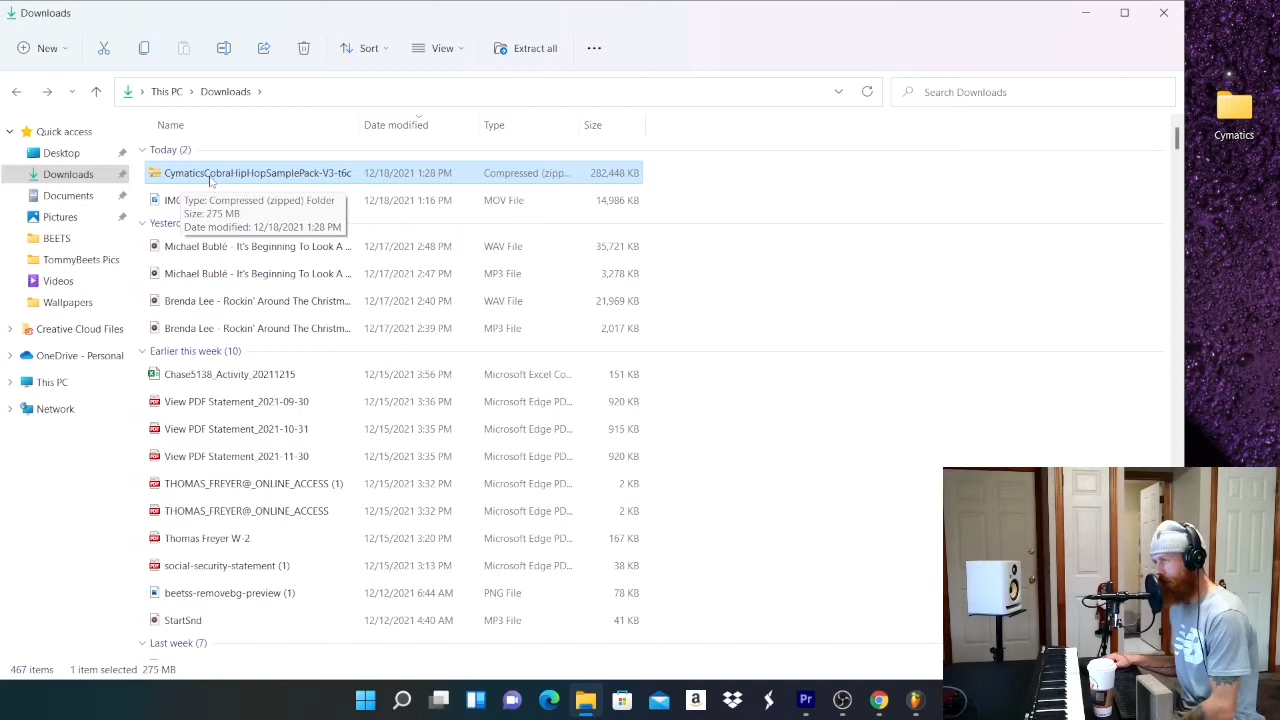 Downloads
New
Sort
View
Extract all
This PC
Downloads
Search Downloads
Cymatics
Quick access
Desktop
Downloads
Documents
Pictures
BEETS
TommyBeets Pics
Videos
Wallpapers
Creative Cloud Files
OneDrive - Personal
This PC
Network
Name Date modified Type Size
Today (2)
CymaticsCobraHipHopSamplePack-V3-t6c 12/18/2021 1:28 PM Compressed (zipp... 282,448 KB
IMG 12/18/2021 1:16 PM MOV File 14,986 KB
Type: Compressed (zipped) Folder
Size: 275 MB
Date modified: 12/18/2021 1:28 PM
Yester
Michael Bublé - It's Beginning To Look A ... 12/17/2021 2:48 PM WAV File 35,721 KB
Michael Bublé - It's Beginning To Look A ... 12/17/2021 2:47 PM MP3 File 3,278 KB
Brenda Lee - Rockin' Around The Christm... 12/17/2021 2:40 PM WAV File 21,969 KB
Brenda Lee - Rockin' Around The Christm... 12/17/2021 2:39 PM MP3 File 2,017 KB
Earlier this week (10)
Chase5138_Activity_20211215 12/15/2021 3:56 PM Microsoft Excel Co... 151 KB
View PDF Statement_2021-09-30 12/15/2021 3:36 PM Microsoft Edge PD... 920 KB
View PDF Statement_2021-10-31 12/15/2021 3:35 PM Microsoft Edge PD... 915 KB
View PDF Statement_2021-11-30 12/15/2021 3:35 PM Microsoft Edge PD... 920 KB
THOMAS_FREYER@_ONLINE_ACCESS (1) 12/15/2021 3:32 PM Microsoft Edge PD... 2 KB
THOMAS_FREYER@_ONLINE_ACCESS 12/15/2021 3:32 PM Microsoft Edge PD... 2 KB
Thomas Freyer W-2 12/15/2021 3:20 PM Microsoft Edge PD... 167 KB
social-security-statement (1) 12/15/2021 3:13 PM Microsoft Edge PD... 38 KB
beetss-removebg-preview (1) 12/12/2021 6:44 AM PNG File 78 KB
StartSnd 12/12/2021 4:40 AM MP3 File 41 KB
Last week (7)
467 items 1 item selected 275 MB
Pr